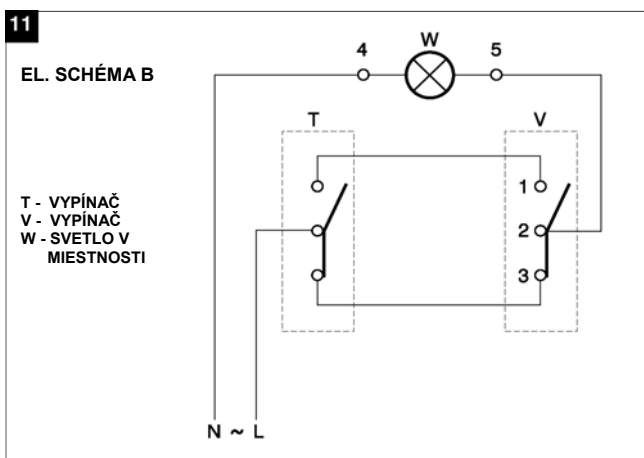 11
EL. SCHÉMA B
4 W 5
T V
1
2
3
T - VYPÍNAČ
V - VYPÍNAČ
W - SVETLO V
MIESTNOSTI
N ~ L